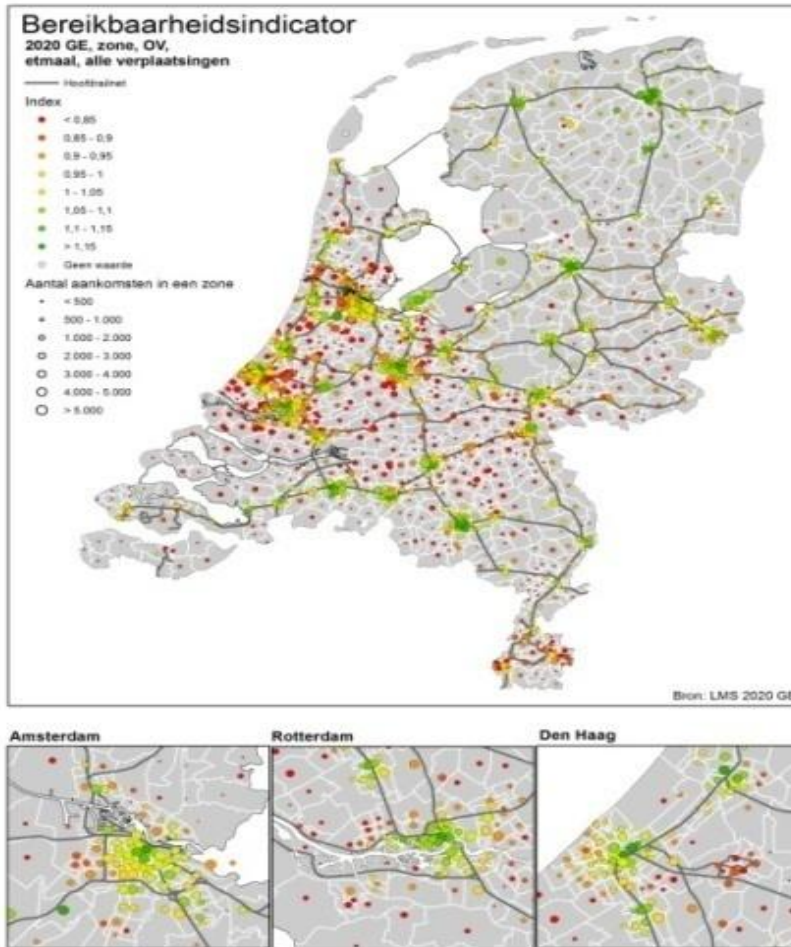 Bereikbaarheidsindicator
2020 GE, zone, OV,
etmaal, alle verplaatsingen
Hoofdrailnet
Index
< 0,85
0,85 - 0,9
0,9 - 0,95
0,95 - 1
1 - 1,05
1,05 - 1,1
1,1 - 1,15
> 1,15
Geen waarde
Aantal aankomsten in een zone
< 500
500 - 1.000
1.000 - 2.000
2.000 - 3.000
3.000 - 4.000
4.000 - 5.000
> 5.000
Bron: LMS 2020 GE
Amsterdam
Rotterdam
Den Haag